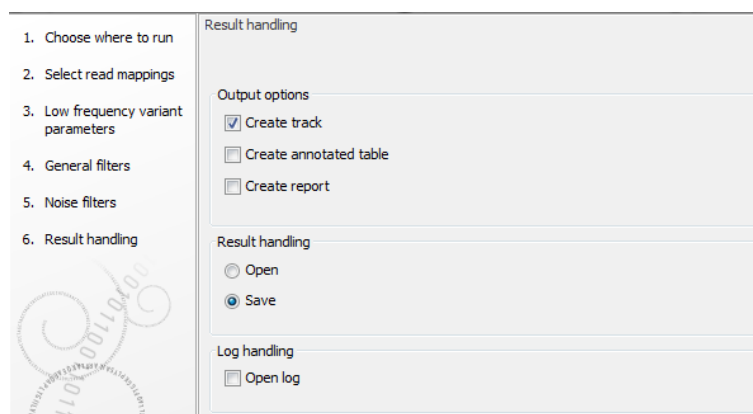 1. Choose where to run
2. Select read mappings
3. Low frequency variant
parameters
4. General filters
5. Noise filters
6. Result handling
Result handling
Output options
Create track
Create annotated table
Create report
Result handling
Open
Save
Log handling
Open log